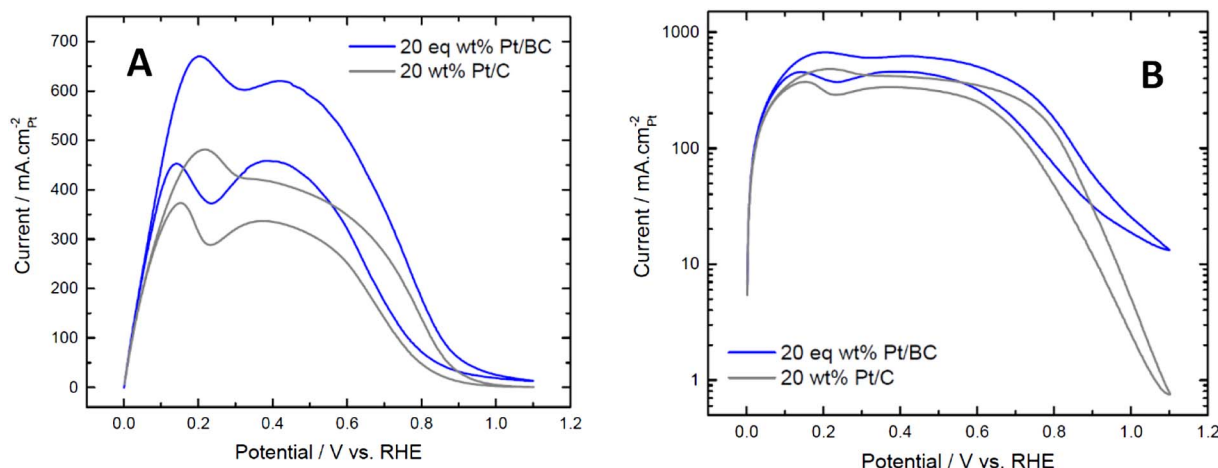 A
20 eq wt% Pt/BC
20 wt% Pt/C
700
600
500
400
300
200
100
0
0.0 0.2 0.4 0.6 0.8 1.0 1.2
Current / mA.cm⁻²Pt
Potential / V vs. RHE
B
1000
100
10
1
20 eq wt% Pt/BC
20 wt% Pt/C
0.0 0.2 0.4 0.6 0.8 1.0 1.2
Current / mA.cm⁻²Pt
Potential / V vs. RHE